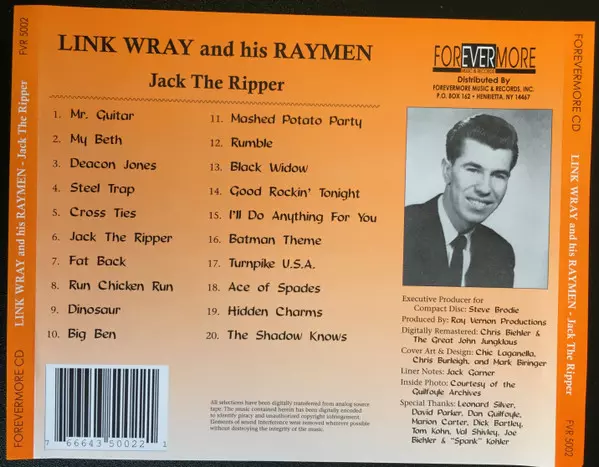 FVR 5002
LINK WRAY and his RAYMEN - Jack The Ripper
FOREVERMORE CD
LINK WRAY and his RAYMEN
Jack The Ripper
1. Mr. Guitar
2. My Beth
3. Deacon Jones
4. Steel Trap
5. Cross Ties
6. Jack The Ripper
7. Fat Back
8. Run Chicken Run
9. Dinosaur
10. Big Ben
11. Mashed Potato Party
12. Rumble
13. Black Widow
14. Good Rockin' Tonight
15. I'll Do Anything For You
16. Batman Theme
17. Turnpike U.S.A.
18. Ace of Spades
19. Hidden Charms
20. The Shadow Knows
FOREVERMORE
MUSIC & RECORDS
Distributed By
FOREVERMORE MUSIC & RECORDS, INC.
P.O. BOX 162 • HENRIETTA, NY 14467
Executive Producer for
Compact Disc: Steve Brodie
Produced By: Ray Vernon Productions
Digitally Remastered: Chris Biehler &
The Great John Jungklaus
Cover Art & Design: Chic Laganella,
Chris Burleigh, and Mark Biringer
Liner Notes: Jack Garner
Inside Photo: Courtesy of the
Guilfoyle Archives
Special Thanks: Leonard Silver,
David Parker, Dan Guilfoyle,
Marion Carter, Dick Bartley,
Tom Kohn, Val Shivley, Joe
Biehler & "Spank" Kohler
All selections have been digitally transferred from analog source
tape. The music contained herein has been digitally encoded
to identify piracy and unauthorized copyright infringement.
Elements of sound interference were removed wherever possible
without destroying the integrity of the music.
7 66643 50022 1
FOREVERMORE CD
LINK WRAY and his RAYMEN - Jack The Ripper
FVR 5002